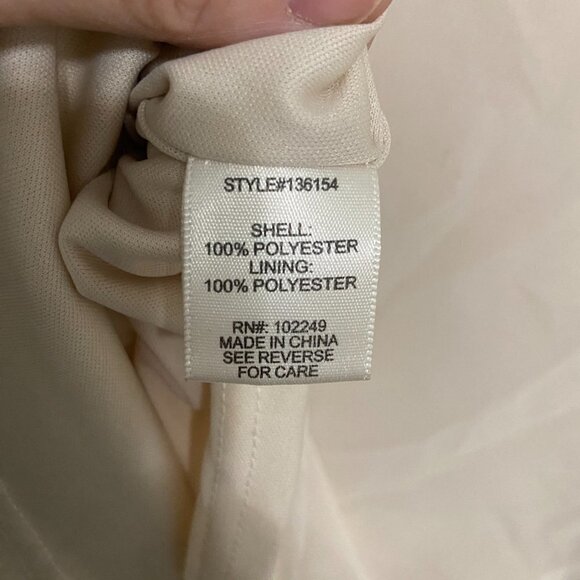 STYLE#136154
SHELL:
100% POLYESTER
LINING:
100% POLYESTER
RN#: 102249
MADE IN CHINA
SEE REVERSE
FOR CARE